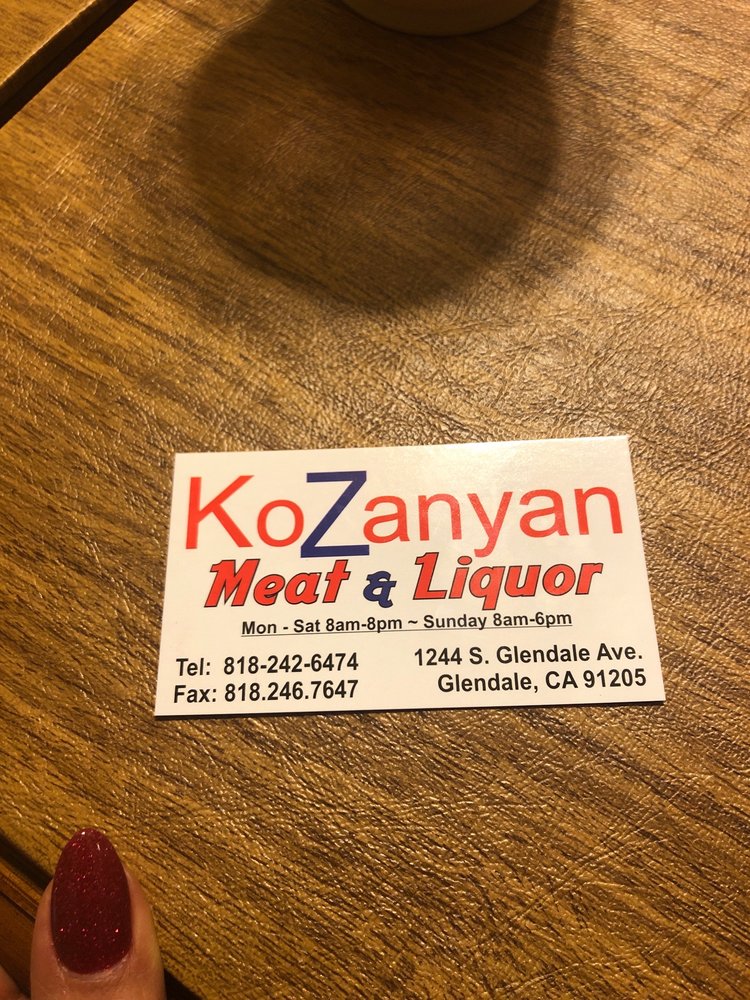 KoZanyan
Meat & Liquor
Mon - Sat 8am-8pm ~ Sunday 8am-6pm
Tel: 818-242-6474
Fax: 818.246.7647
1244 S. Glendale Ave.
Glendale, CA 91205